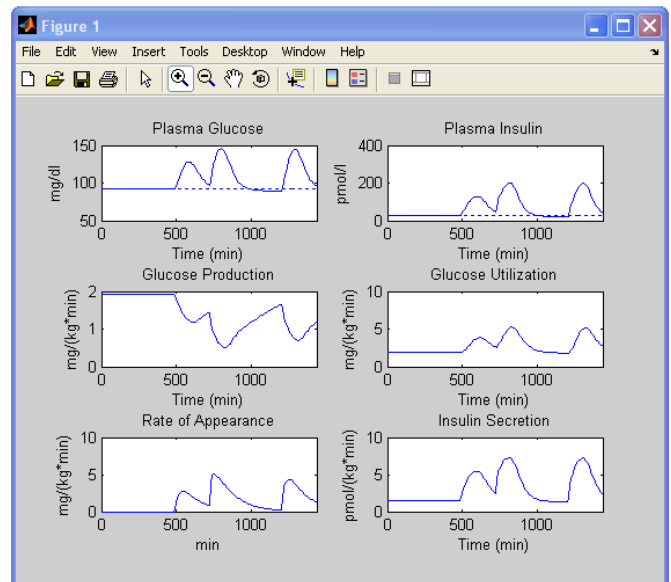 Figure 1
File Edit View Insert Tools Desktop Window Help
Plasma Glucose
mg/dl
150
100
50
0 500 1000
Time (min)
Plasma Insulin
pmol/l
400
200
0
0 500 1000
Time (min)
Glucose Production
mg/(kg*min)
2
1
0
0 500 1000
Time (min)
Glucose Utilization
mg/(kg*min)
10
5
0
0 500 1000
Time (min)
Rate of Appearance
mg/(kg*min)
10
5
0
0 500 1000
min
Insulin Secretion
pmol/(kg*min)
10
5
0
0 500 1000
Time (min)